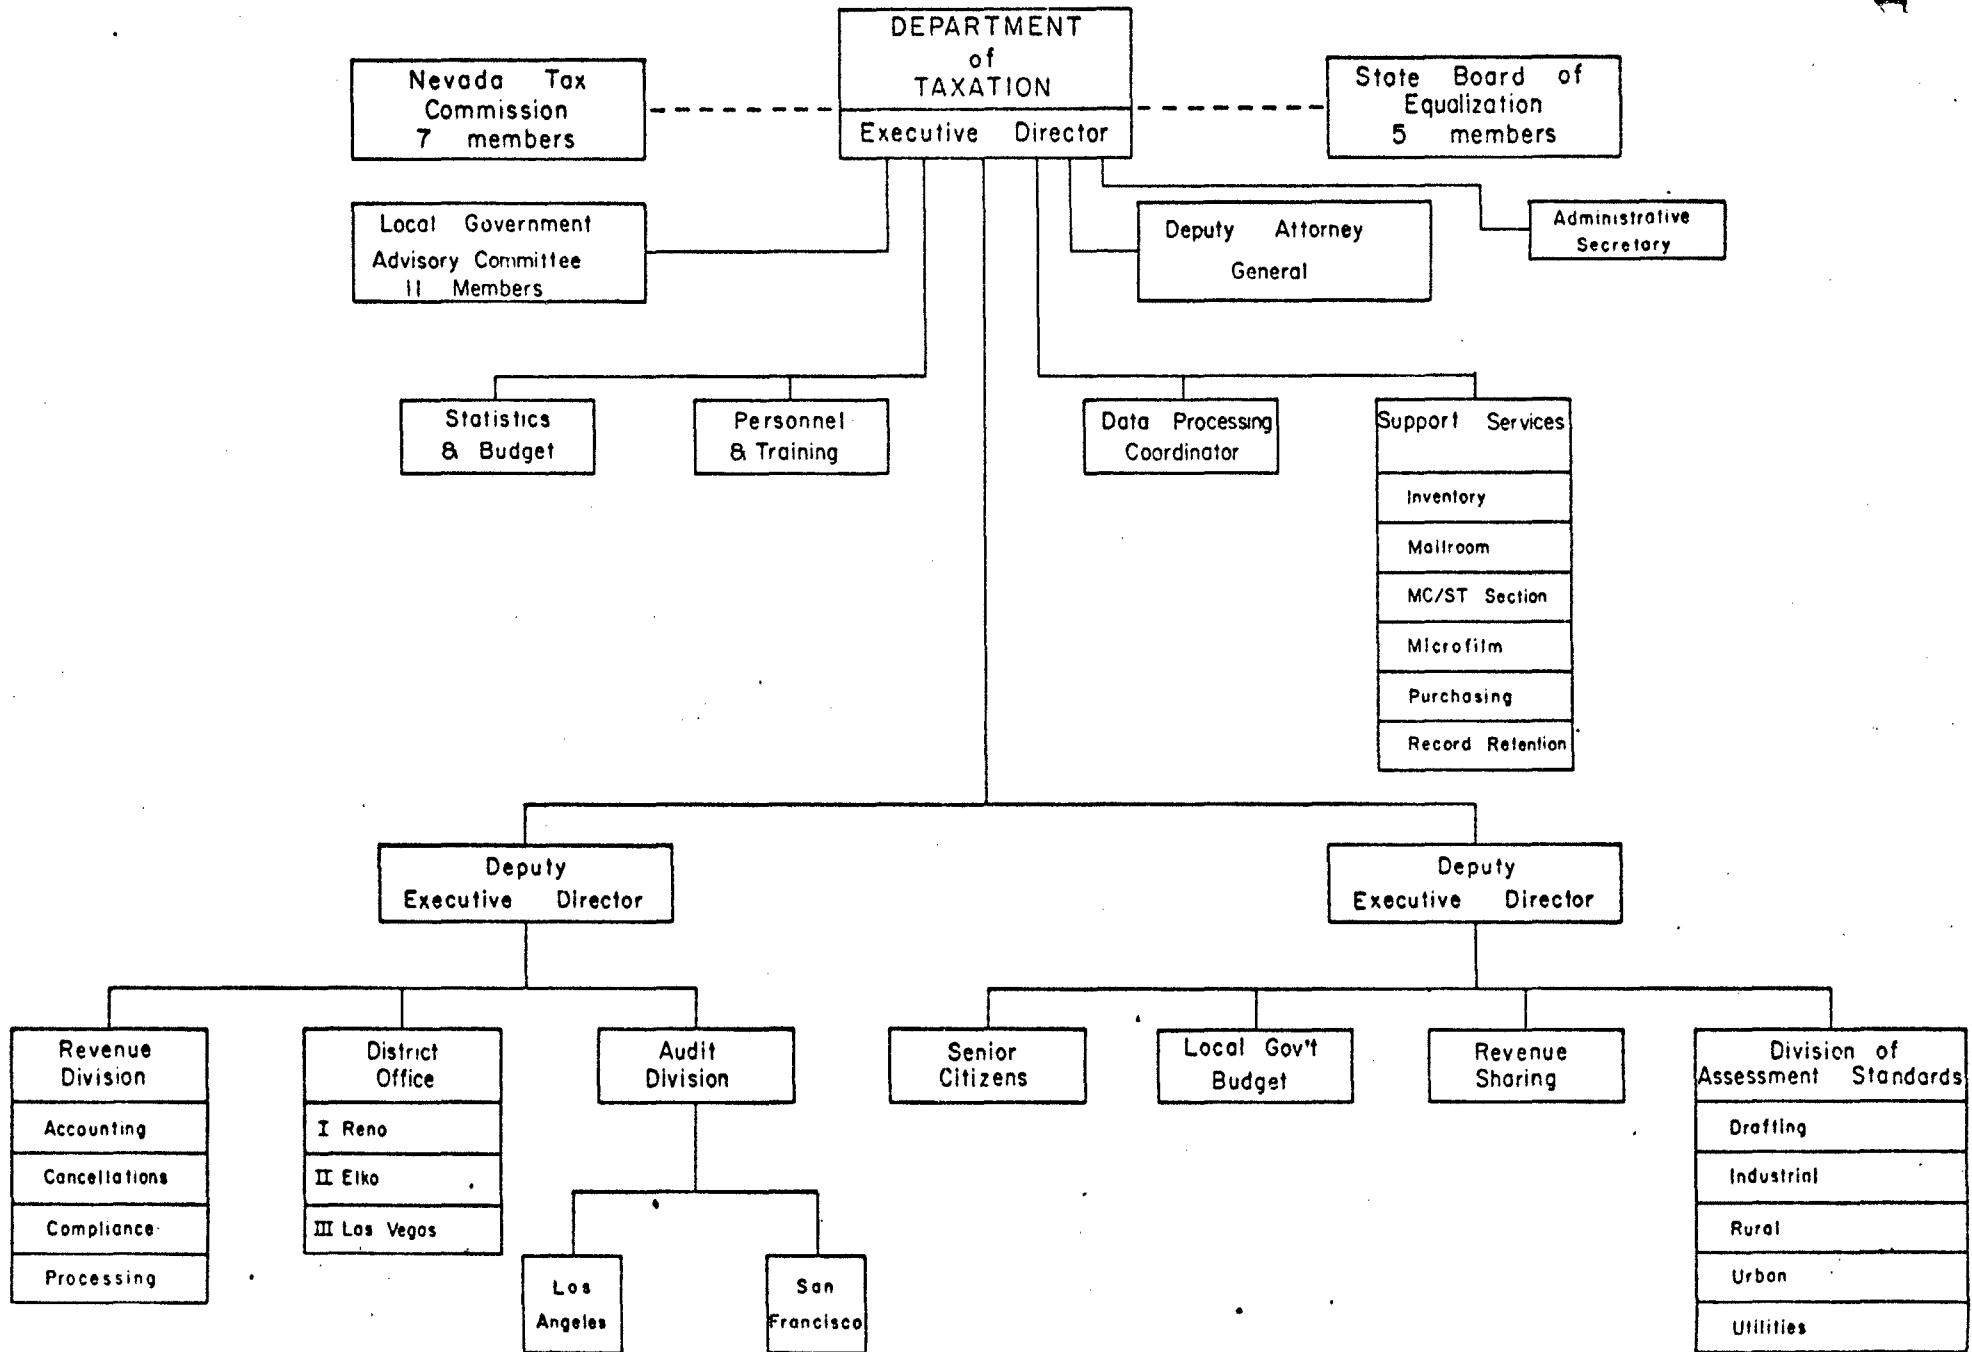 DEPARTMENT
of
TAXATION
Executive Director
Nevada Tax
Commission
7 members
State Board of
Equalization
5 members
Local Government
Advisory Committee
11 Members
Deputy Attorney
General
Administrative
Secretary
Statistics
& Budget
Personnel
& Training
Data Processing
Coordinator
Support Services
Inventory
Mailroom
MC/ST Section
Microfilm
Purchasing
Record Retention
Deputy
Executive Director
Deputy
Executive Director
Revenue
Division
Accounting
Cancellations
Compliance
Processing
District
Office
I Reno
II Elko
III Las Vegas
Audit
Division
Los
Angeles
San
Francisco
Senior
Citizens
Local Gov't
Budget
Revenue
Sharing
Division of
Assessment Standards
Drafting
Industrial
Rural
Urban
Utilities